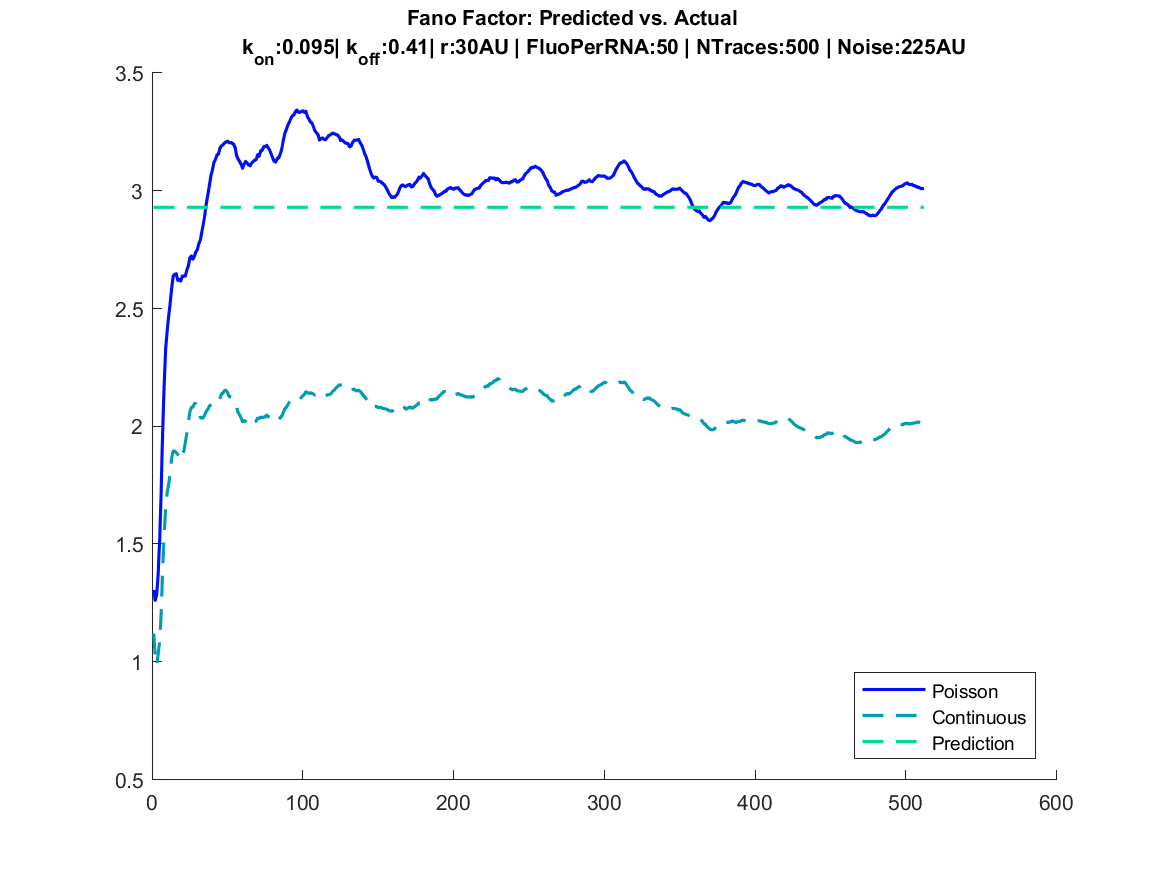 Fano Factor: Predicted vs. Actual
kon:0.095| koff:0.41| r:30AU | FluoPerRNA:50 | NTraces:500 | Noise:225AU
3.5
3
2.5
2
1.5
1
0.5
0 100 200 300 400 500 600
Poisson
Continuous
Prediction